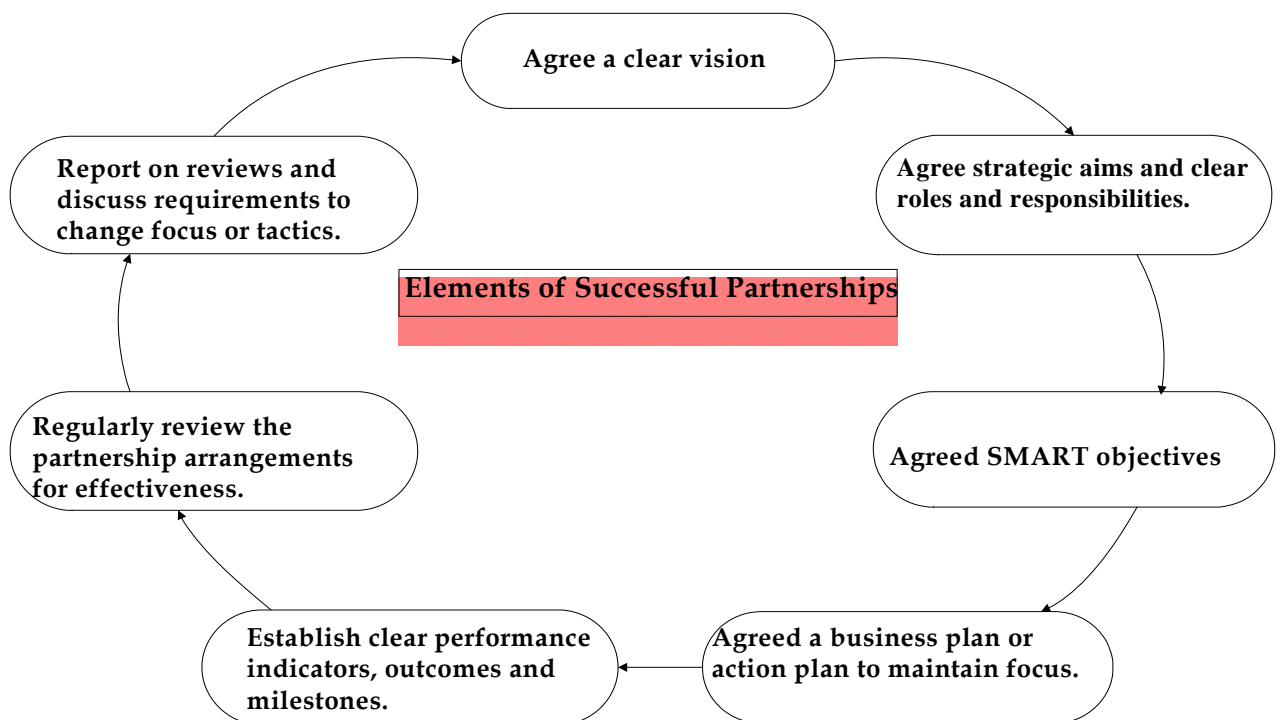 Agree a clear vision
Agree strategic aims and clear
roles and responsibilities.
Agreed SMART objectives
Agreed a business plan or
action plan to maintain focus.
Establish clear performance
indicators, outcomes and
milestones.
Regularly review the
partnership arrangements
for effectiveness.
Report on reviews and
discuss requirements to
change focus or tactics.
Elements of Successful Partnerships